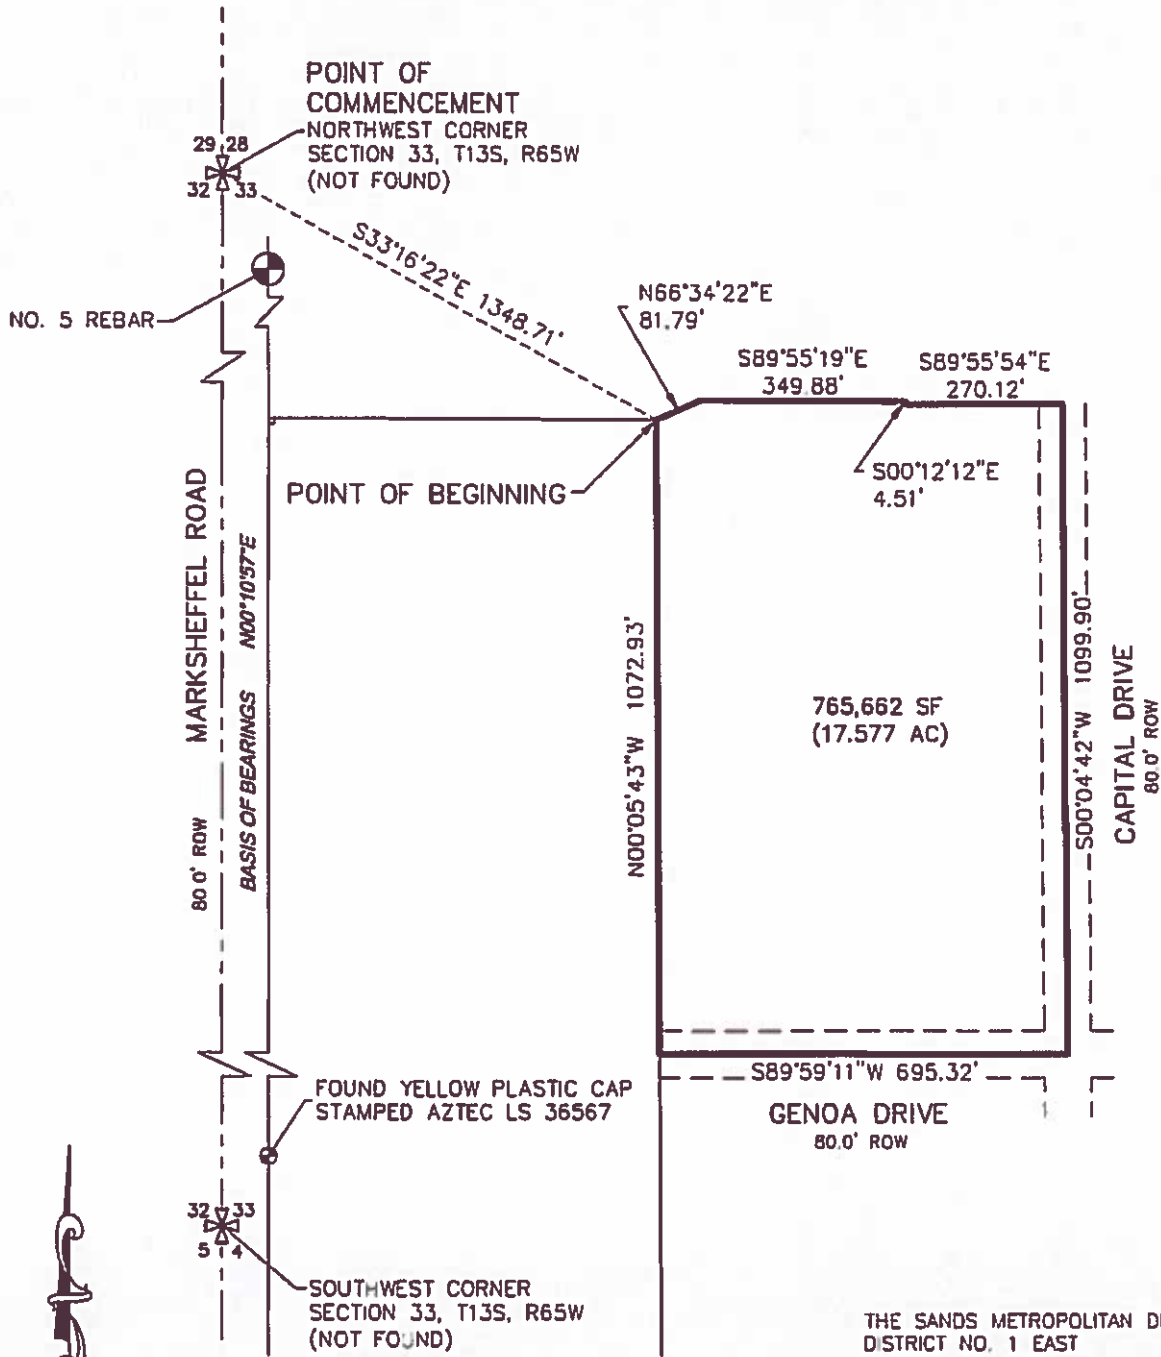 POINT OF
COMMENCEMENT
NORTHWEST CORNER
SECTION 33, T13S, R65W
(NOT FOUND)
29 28
32 33
S33°16'22"E 1348.71'
NO. 5 REBAR
N66°34'22"E
81.79'
S89°55'19"E
349.88'
S89°55'54"E
270.12'
S00°12'12"E
4.51'
POINT OF BEGINNING
MARKSHEFFEL ROAD
80.0' ROW
BASIS OF BEARINGS N00°10'57"E
N00°05'43"W 1072.93'
765,662 SF
(17.577 AC)
S00°04'42"W 1099.90'
CAPITAL DRIVE
80.0' ROW
S89°59'11"W 695.32'
GENOA DRIVE
80.0' ROW
FOUND YELLOW PLASTIC CAP
STAMPED AZTEC LS 36567
32 33
5 4
SOUTHWEST CORNER
SECTION 33, T13S, R65W
(NOT FOUND)
THE SANDS METROPOLITAN DI
DISTRICT NO. 1 EAST